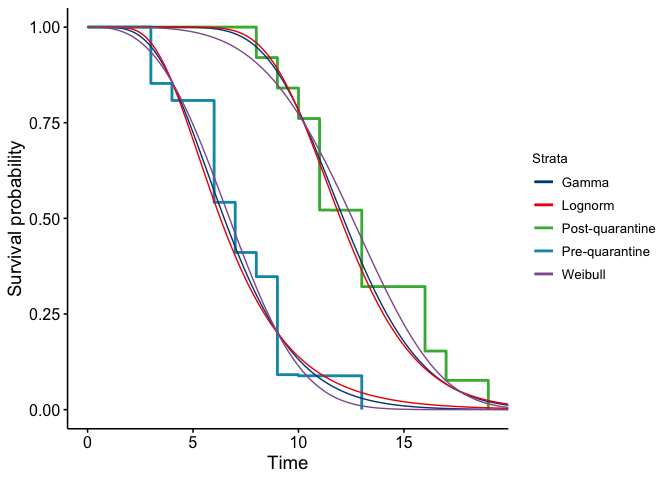 1.00
0.75
0.50
0.25
0.00
Survival probability
0
5
10
15
Time
Strata
Gamma
Lognorm
Post-quarantine
Pre-quarantine
Weibull